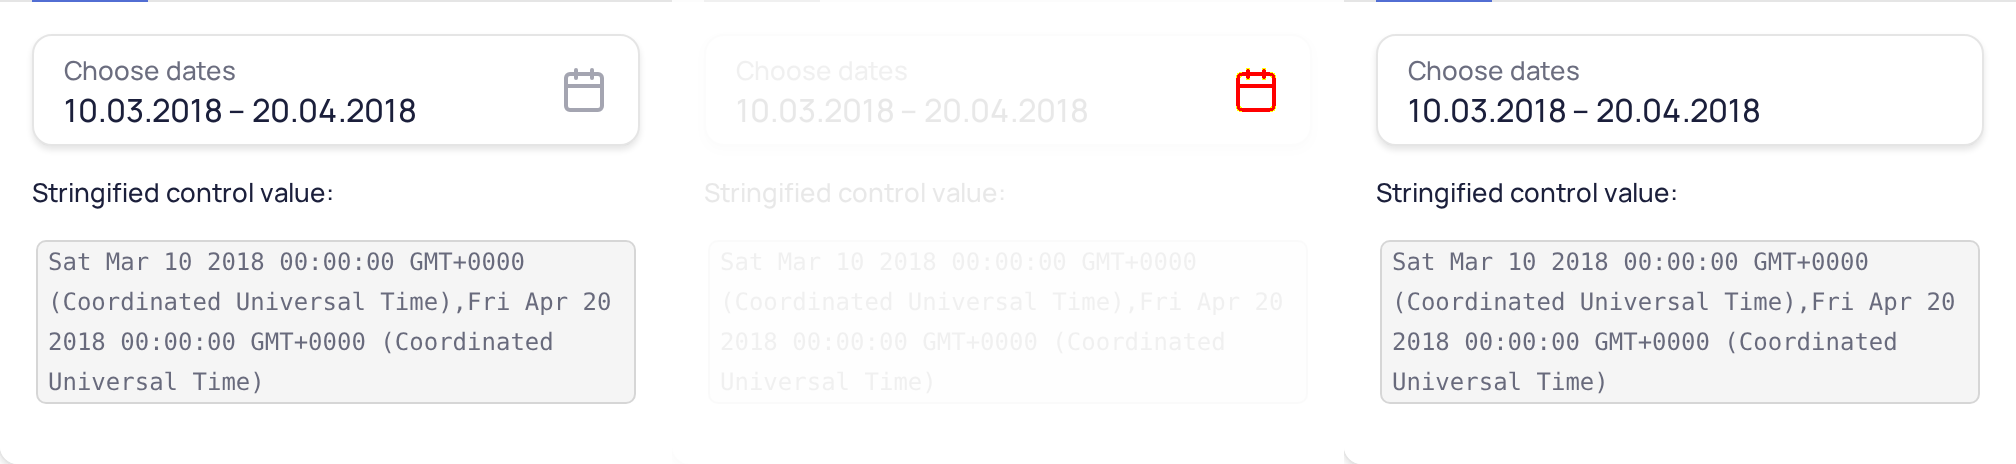 Choose dates
10.03.2018 – 20.04.2018
Stringified control value:
Sat Mar 10 2018 00:00:00 GMT+0000
(Coordinated Universal Time),Fri Apr 20
2018 00:00:00 GMT+0000 (Coordinated
Universal Time)
Choose dates
10.03.2018 – 20.04.2018
Stringified control value:
Sat Mar 10 2018 00:00:00 GMT+0000
(Coordinated Universal Time),Fri Apr 20
2018 00:00:00 GMT+0000 (Coordinated
Universal Time)
Choose dates
10.03.2018 – 20.04.2018
Stringified control value:
Sat Mar 10 2018 00:00:00 GMT+0000
(Coordinated Universal Time),Fri Apr 20
2018 00:00:00 GMT+0000 (Coordinated
Universal Time)